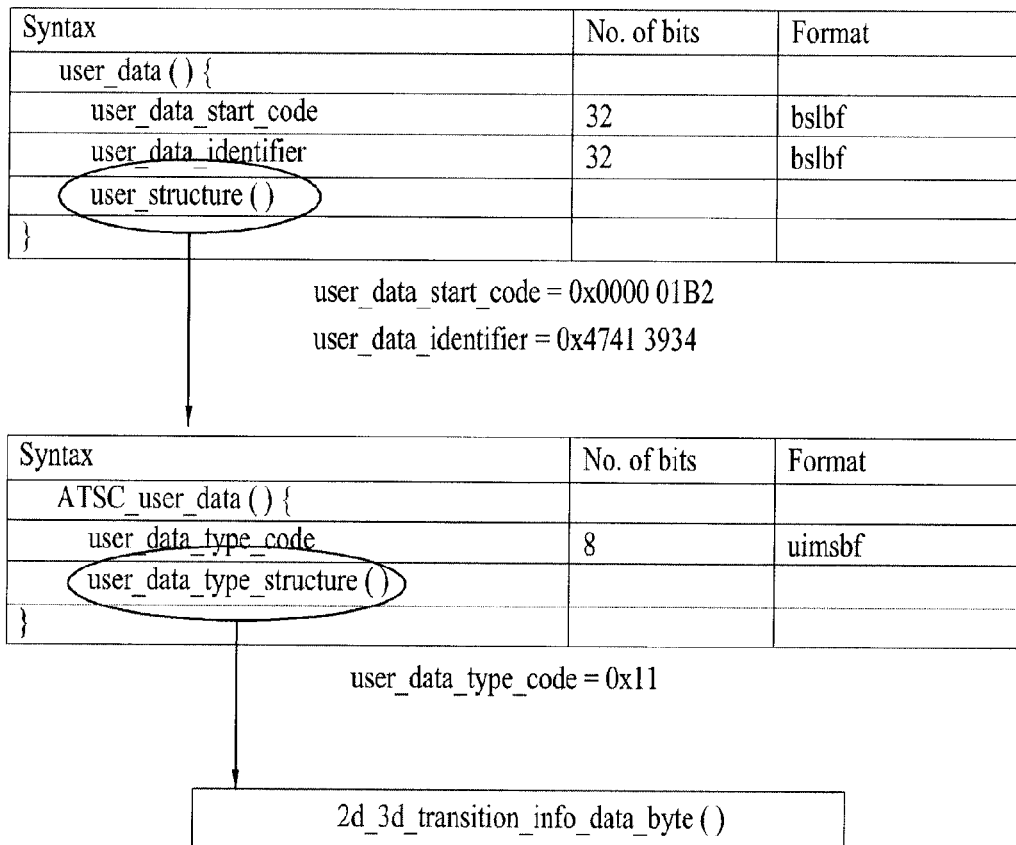 Syntax No. of bits Format
user_data ( ) {
user_data_start_code 32 bslbf
user_data_identifier 32 bslbf
user_structure ( )
}
user_data_start_code = 0x0000 01B2
user_data_identifier = 0x4741 3934
Syntax No. of bits Format
ATSC_user_data ( ) {
user_data_type_code 8 uimsbf
user_data_type_structure ( )
}
user_data_type_code = 0x11
2d_3d_transition_info_data_byte ( )